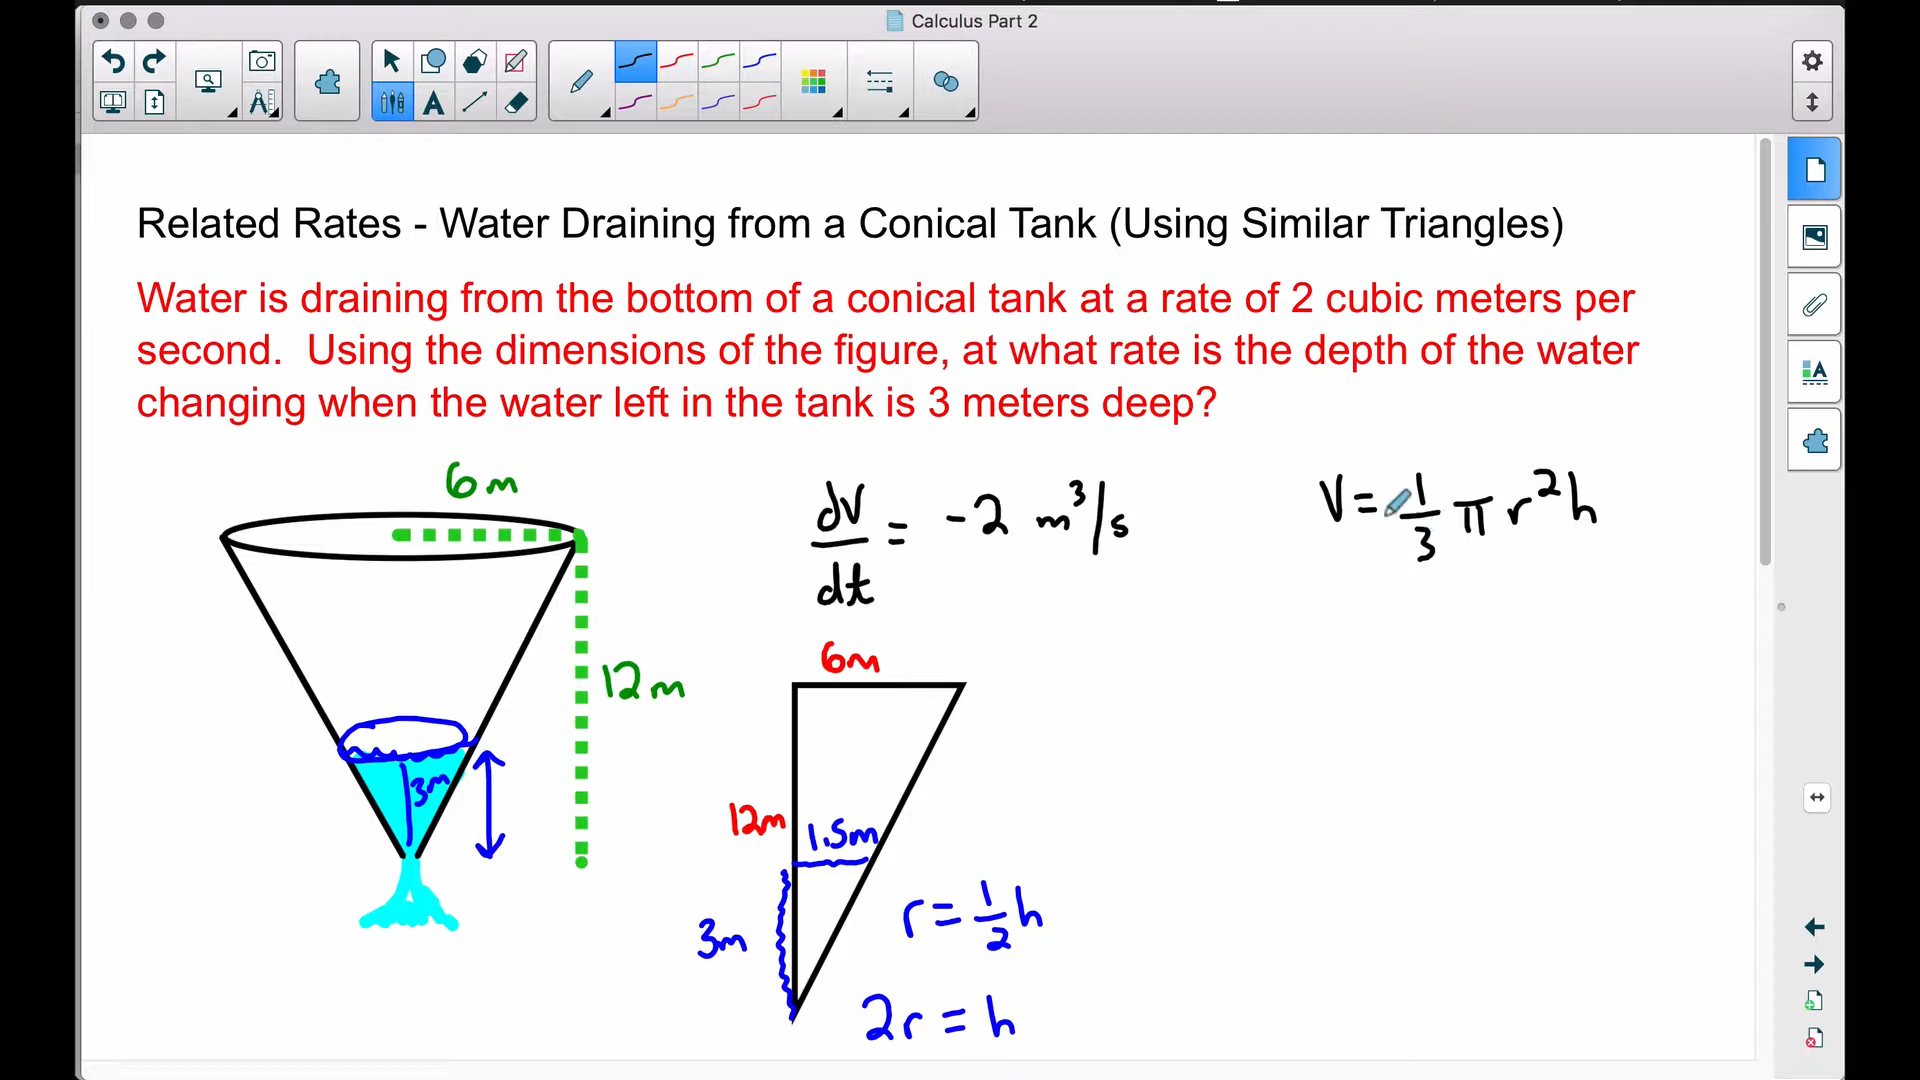 Calculus Part 2
A
A
Related Rates - Water Draining from a Conical Tank (Using Similar Triangles)
Water is draining from the bottom of a conical tank at a rate of 2 cubic meters per
second. Using the dimensions of the figure, at what rate is the depth of the water
changing when the water left in the tank is 3 meters deep?
6m
12m
3m
dV/dt = -2 m³/s
V = 1/3 π r²h
6m
12m
1.5m
3m
r = 1/2 h
2r = h